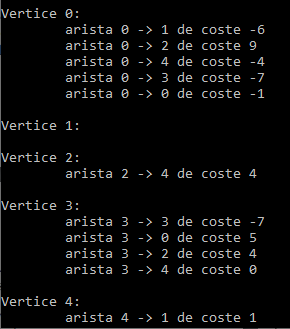 Vertice 0:
arista 0 -> 1 de coste -6
arista 0 -> 2 de coste 9
arista 0 -> 4 de coste -4
arista 0 -> 3 de coste -7
arista 0 -> 0 de coste -1
Vertice 1:
Vertice 2:
arista 2 -> 4 de coste 4
Vertice 3:
arista 3 -> 3 de coste -7
arista 3 -> 0 de coste 5
arista 3 -> 2 de coste 4
arista 3 -> 4 de coste 0
Vertice 4:
arista 4 -> 1 de coste 1